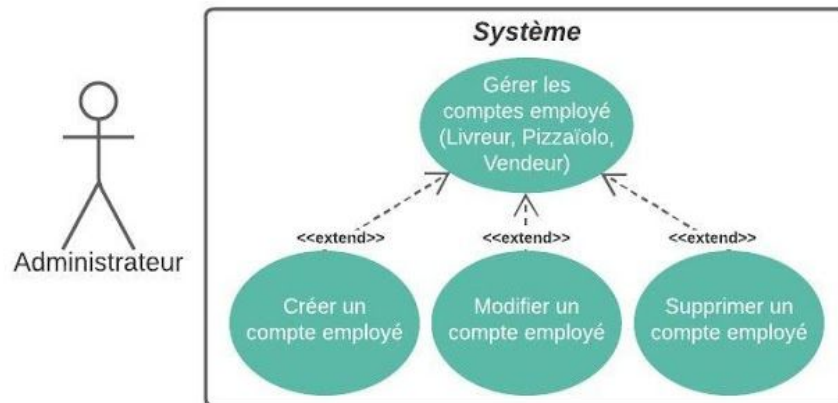 Système
Gérer les
comptes employé
(Livreur, Pizzaïolo,
Vendeur)
<<extend>>
<<extend>>
<<extend>>
Administrateur
Créer un
compte employé
Modifier un
compte employé
Supprimer un
compte employé